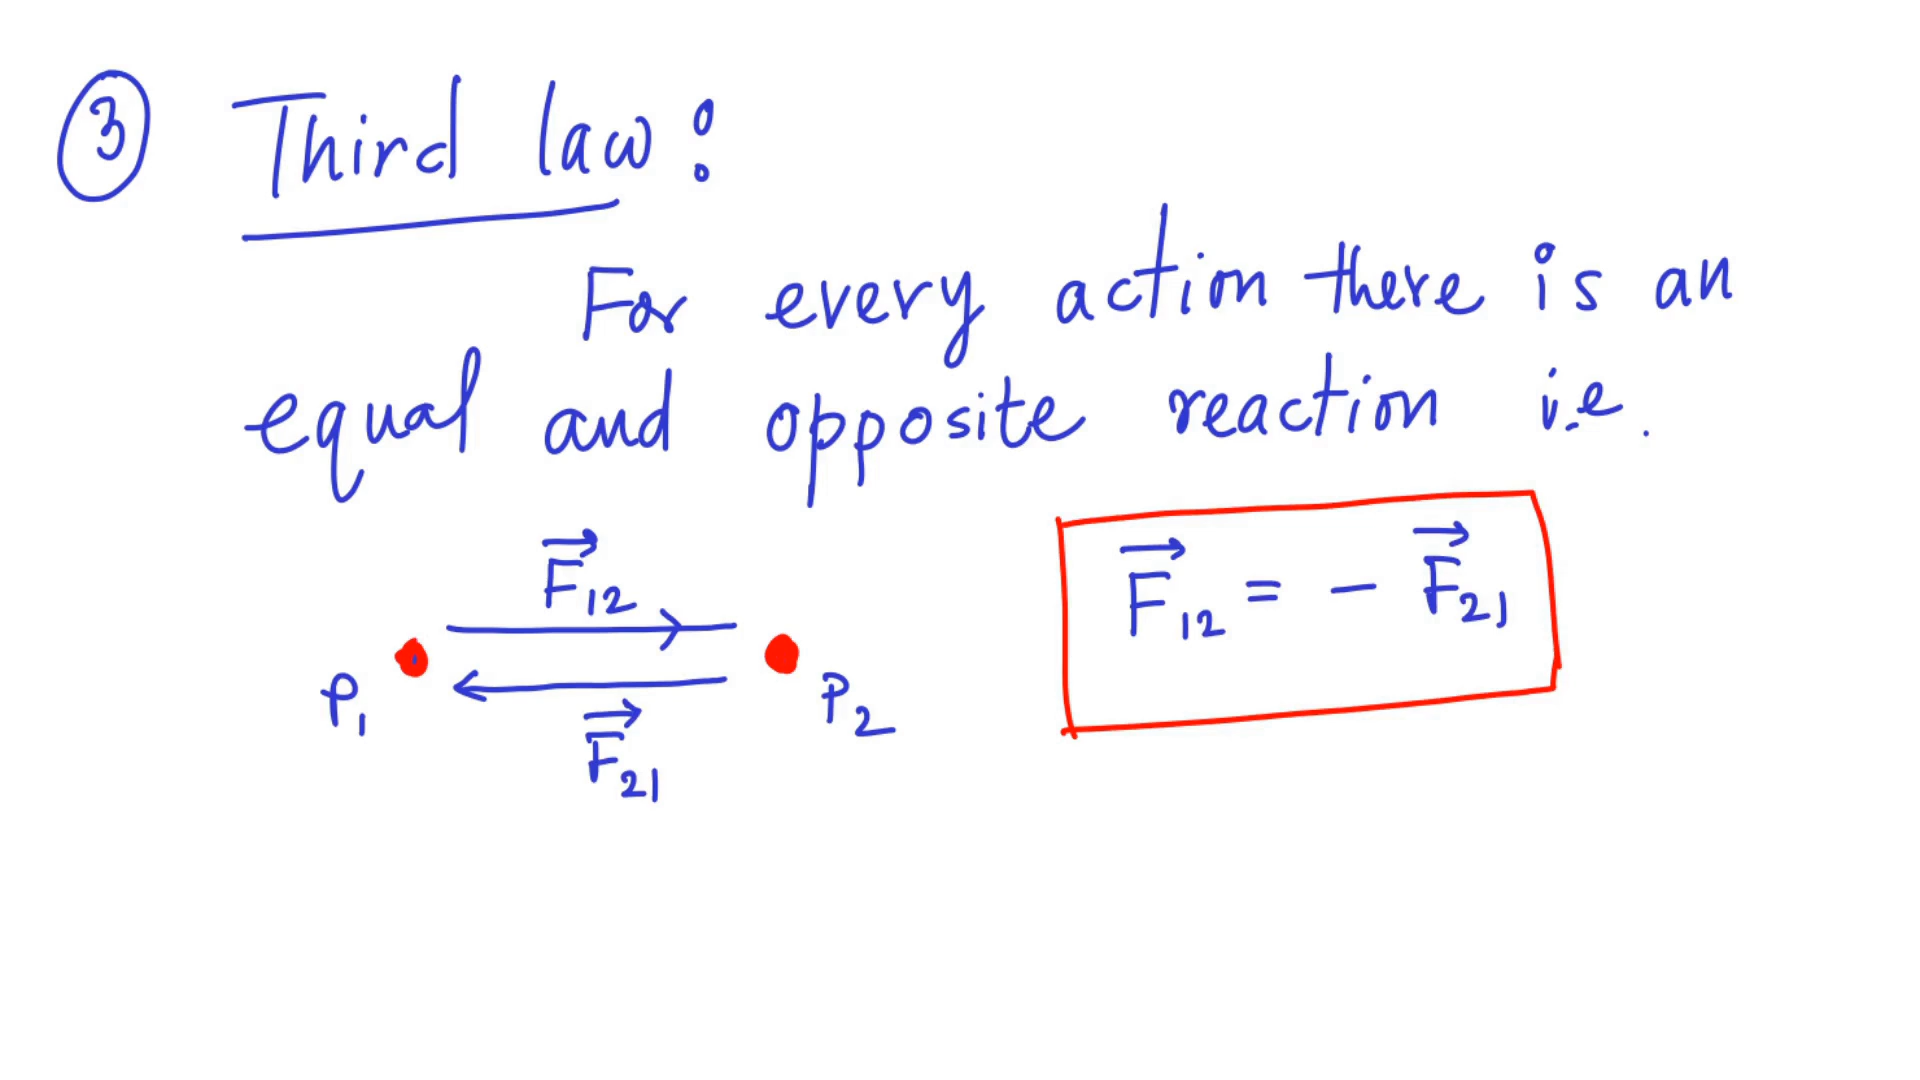 ③ Third law:
For every action there is an
equal and opposite reaction i.e.
F⃗₁₂
P₁ P₂
F⃗₂₁
F⃗₁₂ = - F⃗₂₁